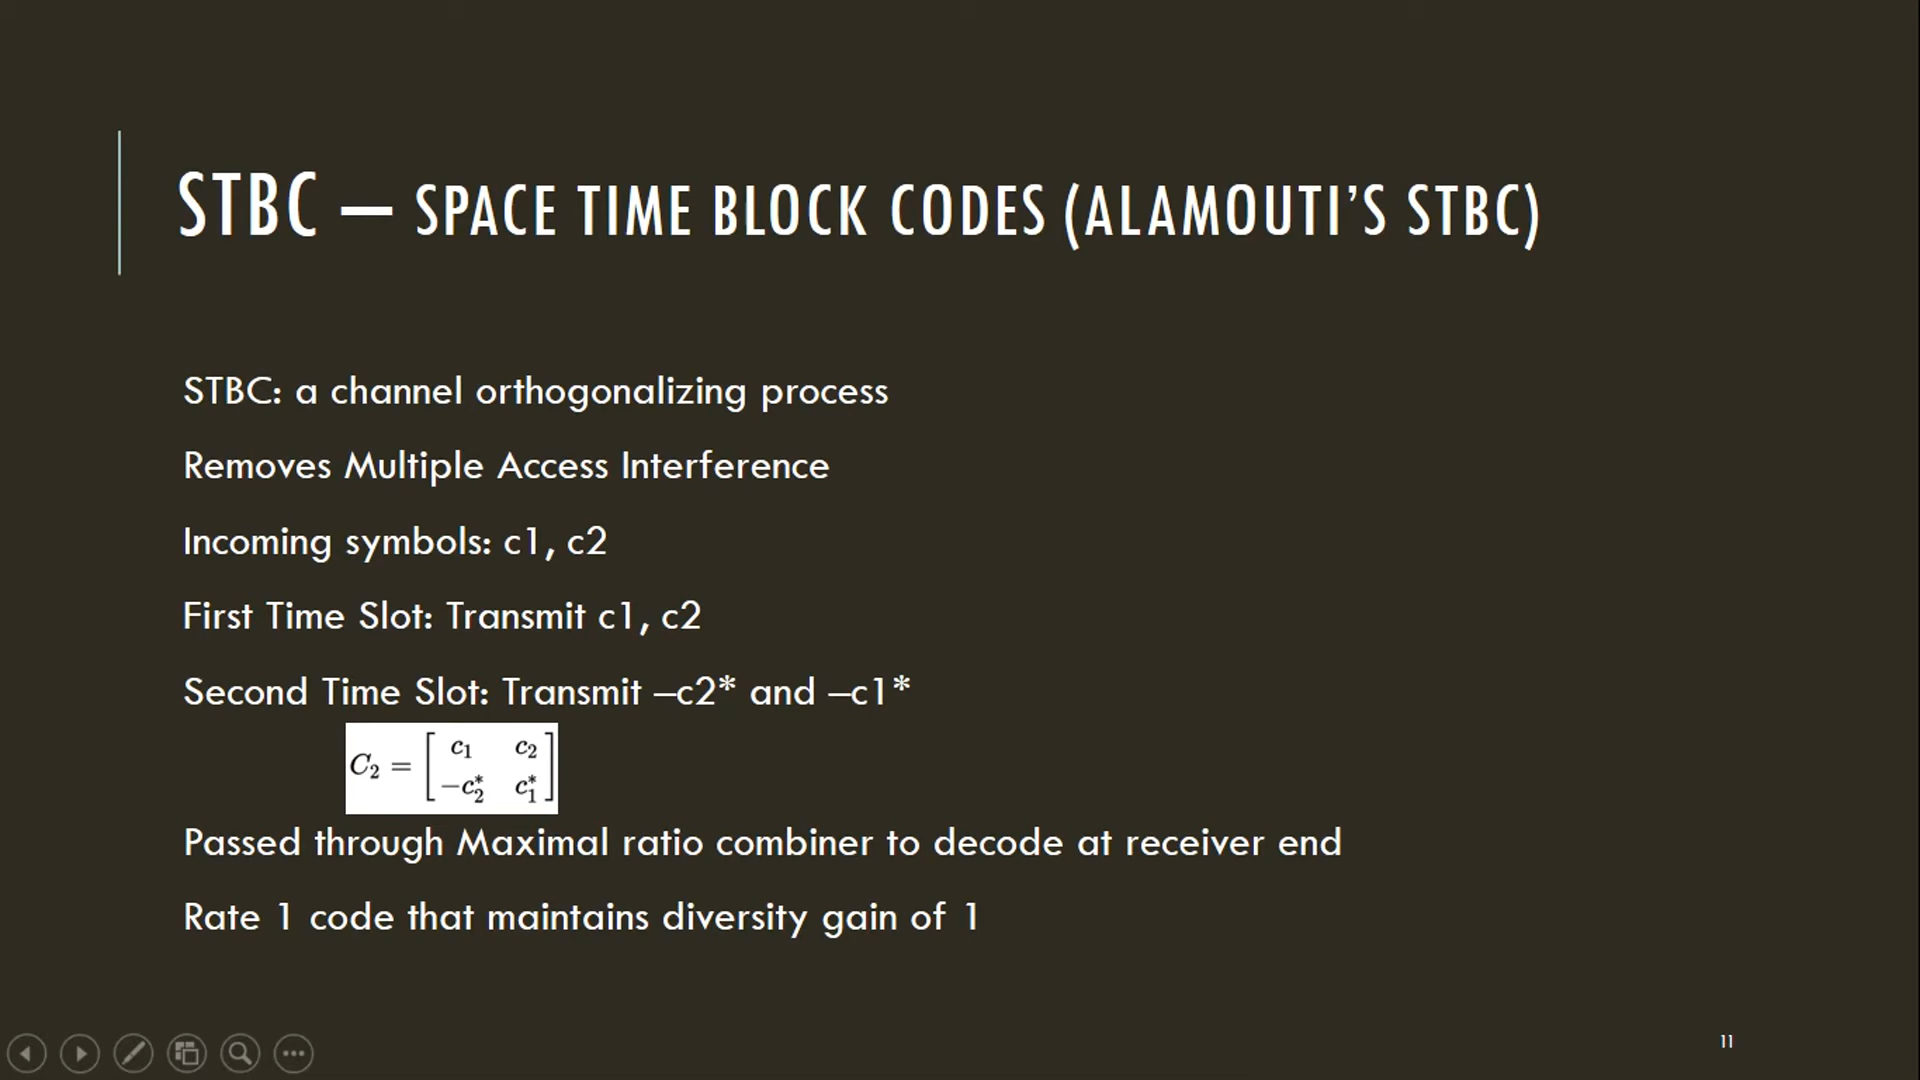 STBC – SPACE TIME BLOCK CODES (ALAMOUTI’S STBC)
STBC: a channel orthogonalizing process
Removes Multiple Access Interference
Incoming symbols: c1, c2
First Time Slot: Transmit c1, c2
Second Time Slot: Transmit –c2* and –c1*
C₂ = [ c₁ c₂
−c₂* c₁* ]
Passed through Maximal ratio combiner to decode at receiver end
Rate 1 code that maintains diversity gain of 1
11